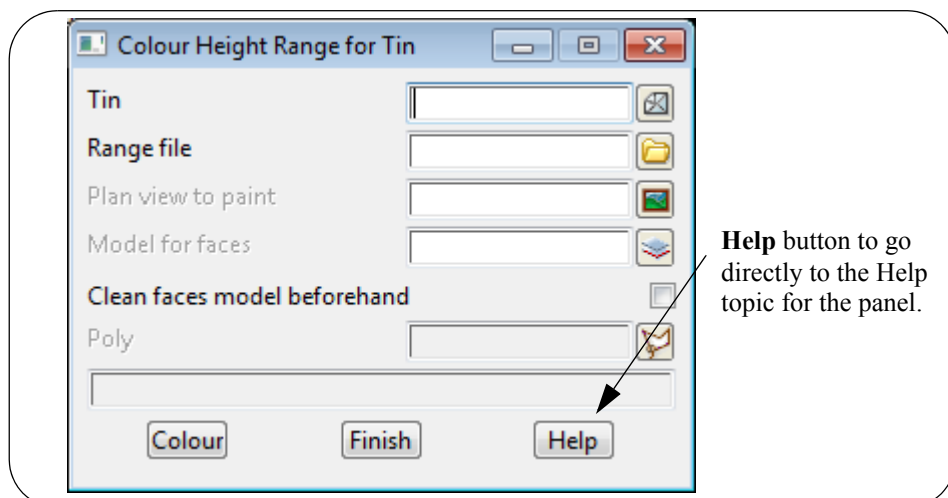 Colour Height Range for Tin
Tin
Range file
Plan view to paint
Model for faces
Clean faces model beforehand
Poly
Colour Finish Help
Help button to go
directly to the Help
topic for the panel.